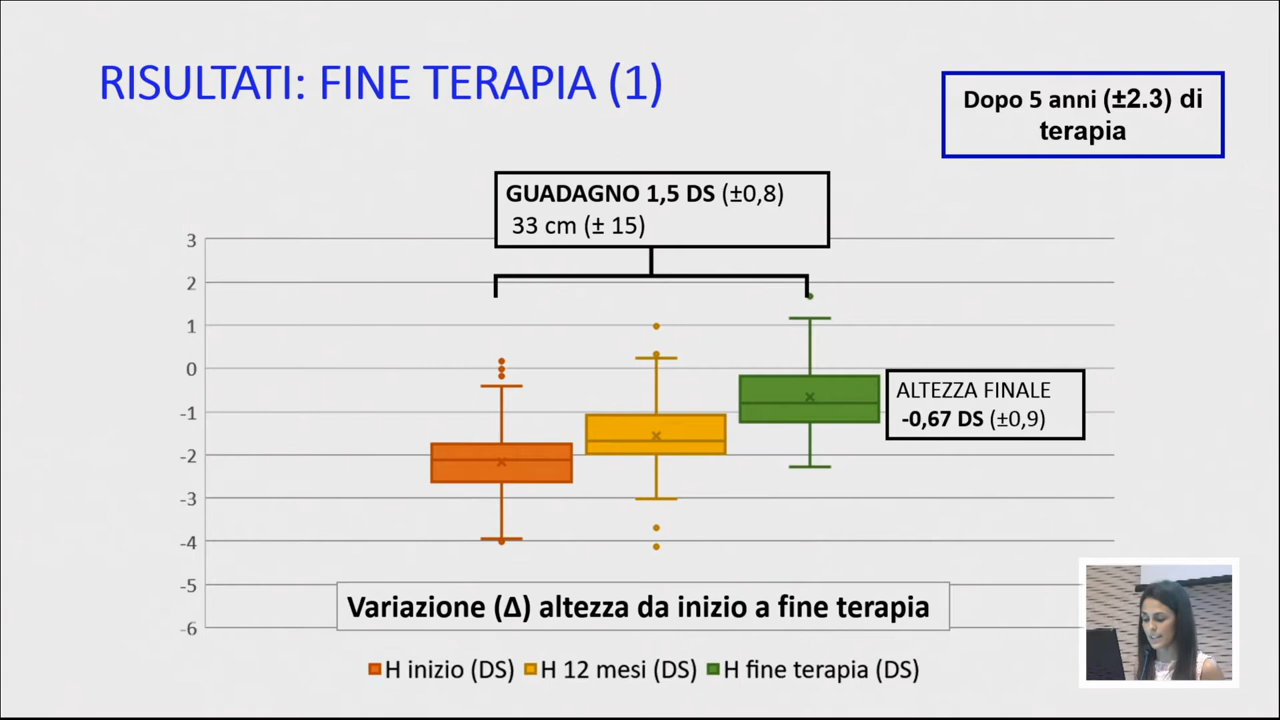 RISULTATI: FINE TERAPIA (1)
Dopo 5 anni (±2.3) di
terapia
GUADAGNO 1,5 DS (±0,8)
33 cm (± 15)
3
2
1
0
-1
-2
-3
-4
-5
-6
ALTEZZA FINALE
-0,67 DS (±0,9)
Variazione (Δ) altezza da inizio a fine terapia
H inizio (DS) H 12 mesi (DS) H fine terapia (DS)